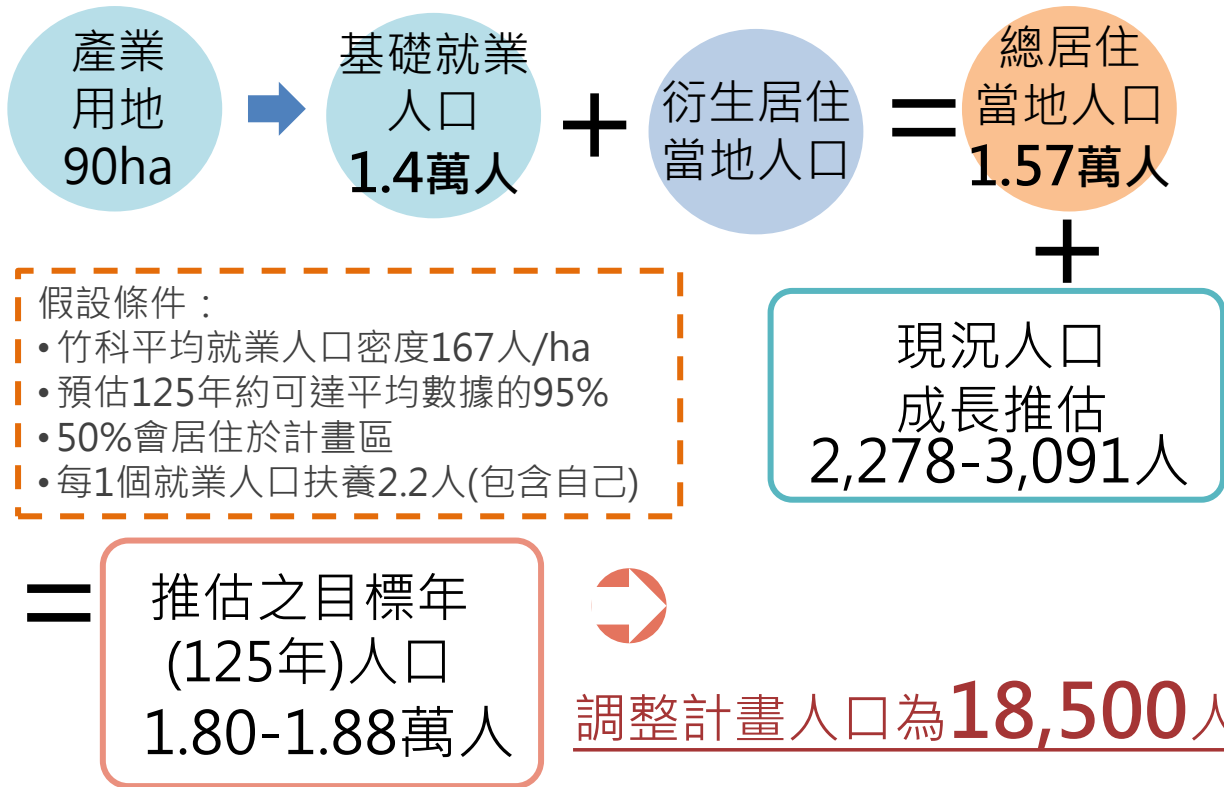 產業
用地
90ha
基礎就業
人口
1.4萬人
+
衍生居住
當地人口
=
總居住
當地人口
1.57萬人
+
假設條件：
•竹科平均就業人口密度167人/ha
•預估125年約可達平均數據的95%
•50%會居住於計畫區
•每1個就業人口扶養2.2人(包含自己)
現況人口
成長推估
2,278-3,091人
=
推估之目標年
(125年)人口
1.80-1.88萬人
調整計畫人口為18,500人